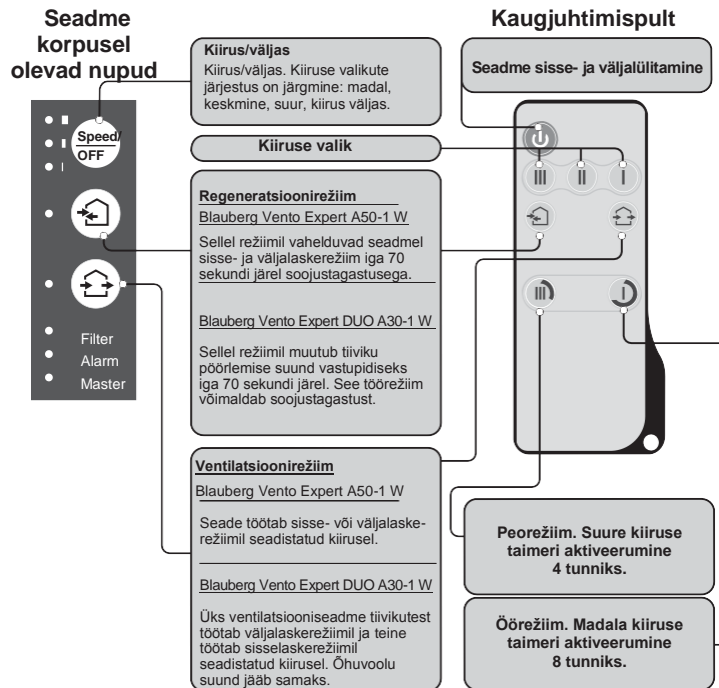 Seadme
korpusel
olevad nupud
Speed/
OFF
Filter
Alarm
Master
Kiirus/väljas
Kiirus/väljas. Kiiruse valikute
järjestus on järgmine: madal,
keskmine, suur, kiirus väljas.
Kiiruse valik
Regeneratsioonirežiim
Blauberg Vento Expert A50-1 W
Sellel režiimil vahelduvad seadmel
sisse- ja väljalaskerežiim iga 70
sekundi järel soojustagastusega.
Blauberg Vento Expert DUO A30-1 W
Sellel režiimil muutub tiiviku
pöörlemise suund vastupidiseks
iga 70 sekundi järel. See töörežiim
võimaldab soojustagastust.
Ventilatsioonirežiim
Blauberg Vento Expert A50-1 W
Seade töötab sisse- või väljalaske-
režiimil seadistatud kiirusel.
Blauberg Vento Expert DUO A30-1 W
Üks ventilatsiooniseadme tiivikutest
töötab väljalaskerežiimil ja teine
töötab sisselaskerežiimil
seadistatud kiirusel. Õhuvoolu
suund jääb samaks.
Kaugjuhtimispult
Seadme sisse- ja väljalülitamine
III II I
III I
Peorežiim. Suure kiiruse
taimeri aktiveerumine
4 tunniks.
Öörežiim. Madala kiiruse
taimeri aktiveerumine
8 tunniks.